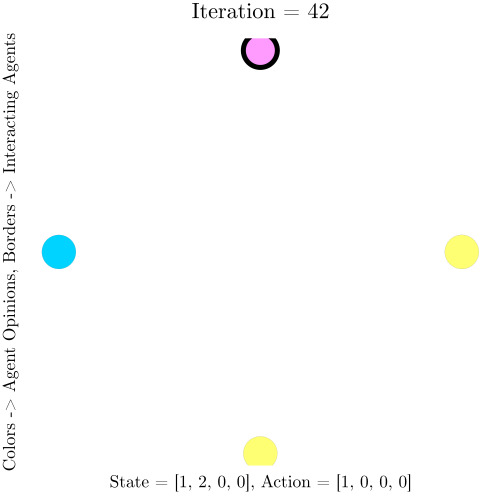 Iteration = 42
Colors -> Agent Opinions, Borders -> Interacting Agents
State = [1, 2, 0, 0], Action = [1, 0, 0, 0]